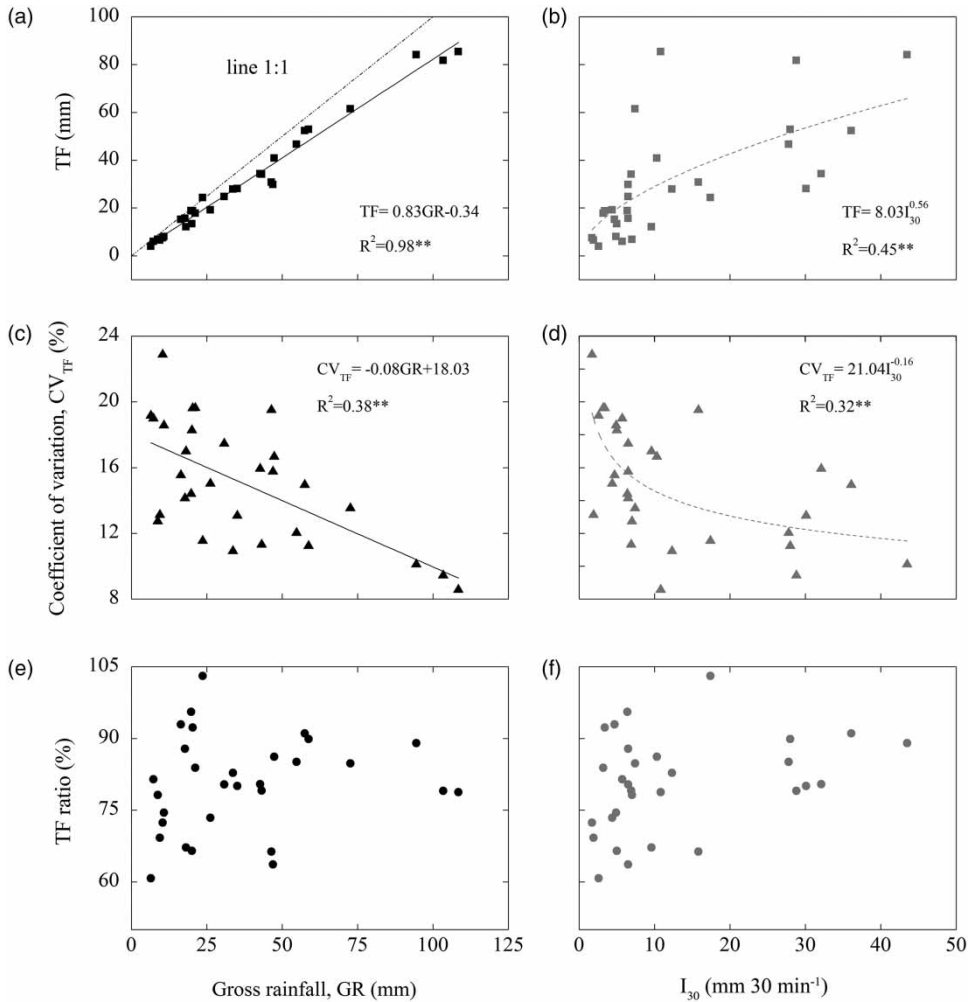 (a)
100
80
60
40
20
0
TF (mm)
line 1:1
TF= 0.83GR-0.34
R²=0.98**
(b)
TF= 8.03I₃₀⁰·⁵⁶
R²=0.45**
(c)
24
20
16
12
8
Coefficient of variation, CV_TF (%)
CV_TF= -0.08GR+18.03
R²=0.38**
(d)
CV_TF= 21.04I₃₀⁻⁰·¹⁶
R²=0.32**
(e)
105
90
75
60
TF ratio (%)
0 25 50 75 100 125
Gross rainfall, GR (mm)
(f)
0 10 20 30 40 50
I₃₀ (mm 30 min⁻¹)